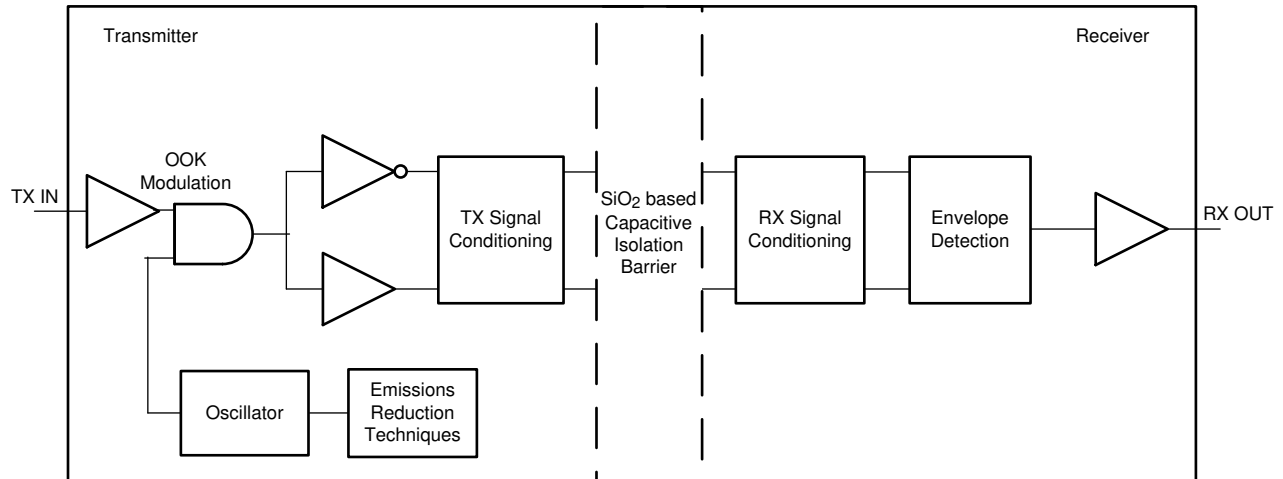 Transmitter
Receiver
OOK
Modulation
TX IN
TX Signal
Conditioning
SiO2 based
Capacitive
Isolation
Barrier
RX Signal
Conditioning
Envelope
Detection
RX OUT
Oscillator
Emissions
Reduction
Techniques